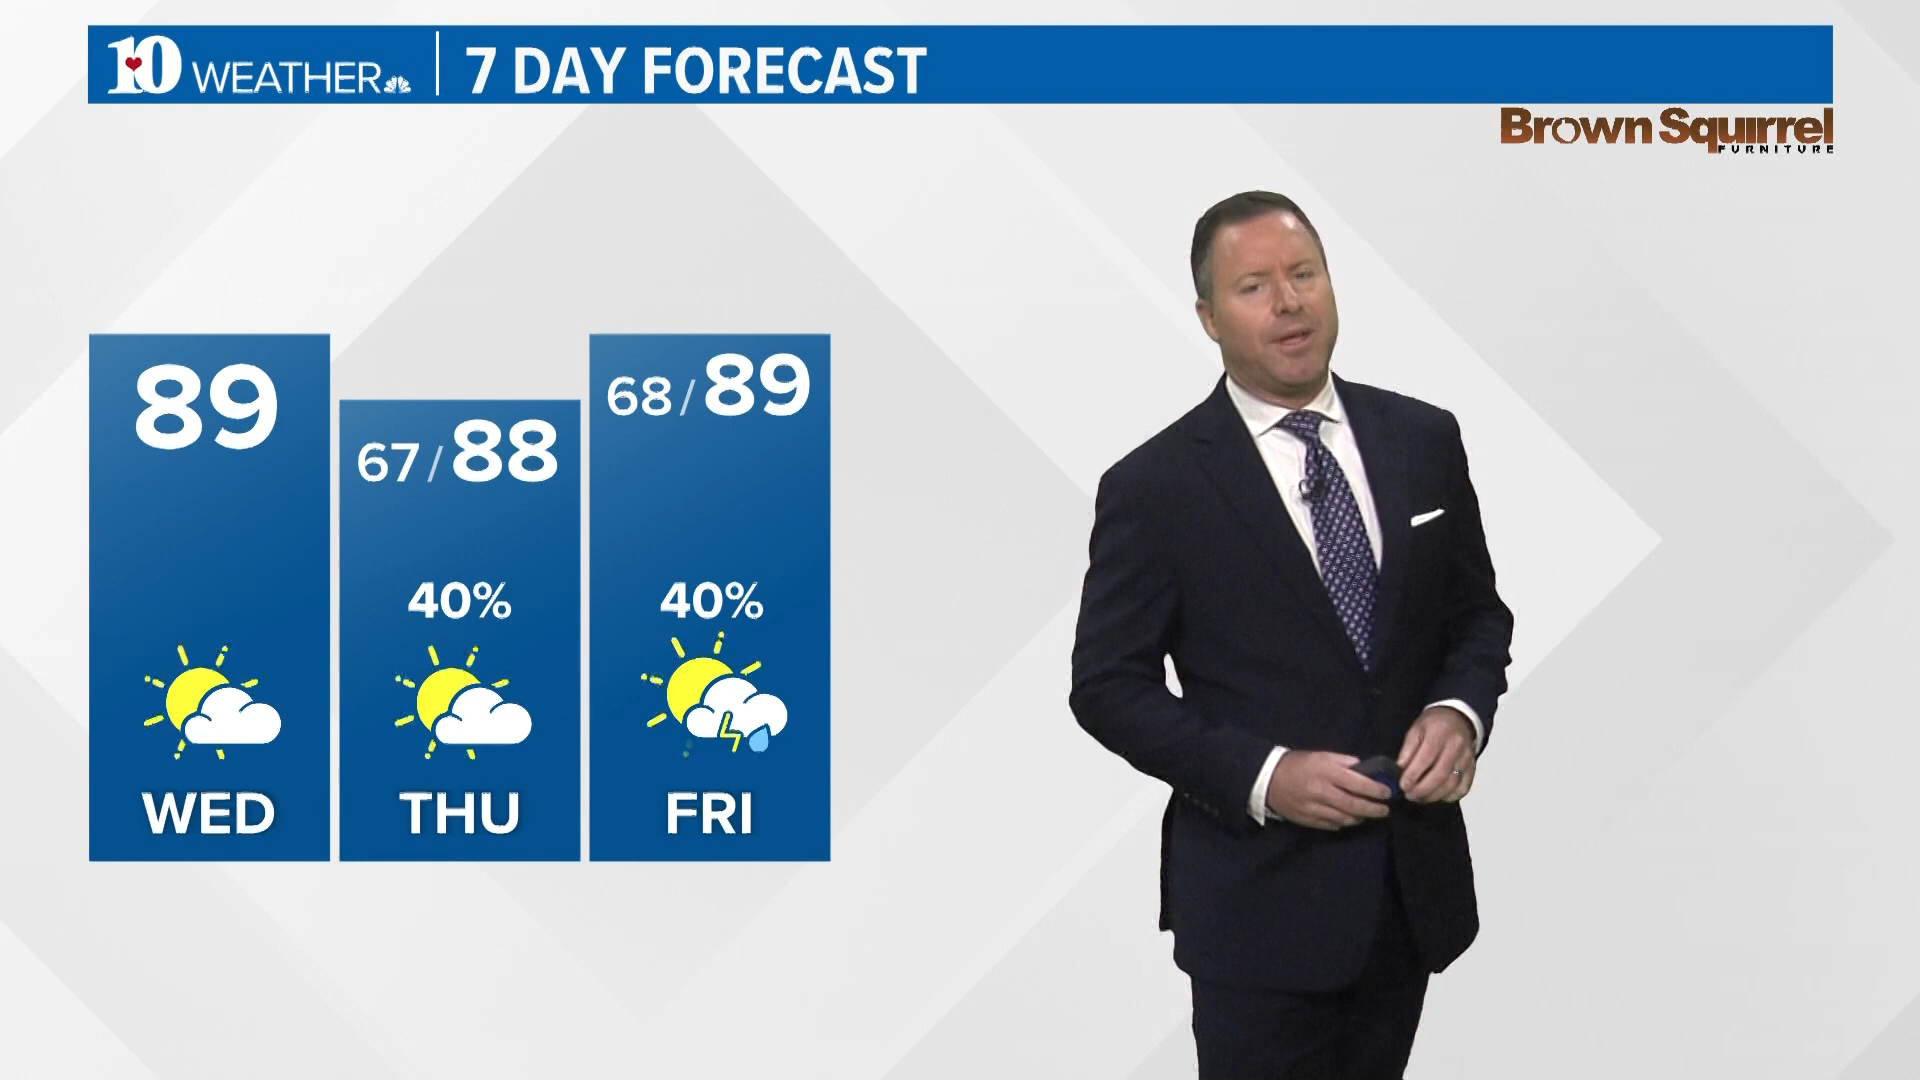 10 WEATHER 7 DAY FORECAST
Brown Squirrel
FURNITURE
89
67/88
68/89
40%
40%
WED
THU
FRI